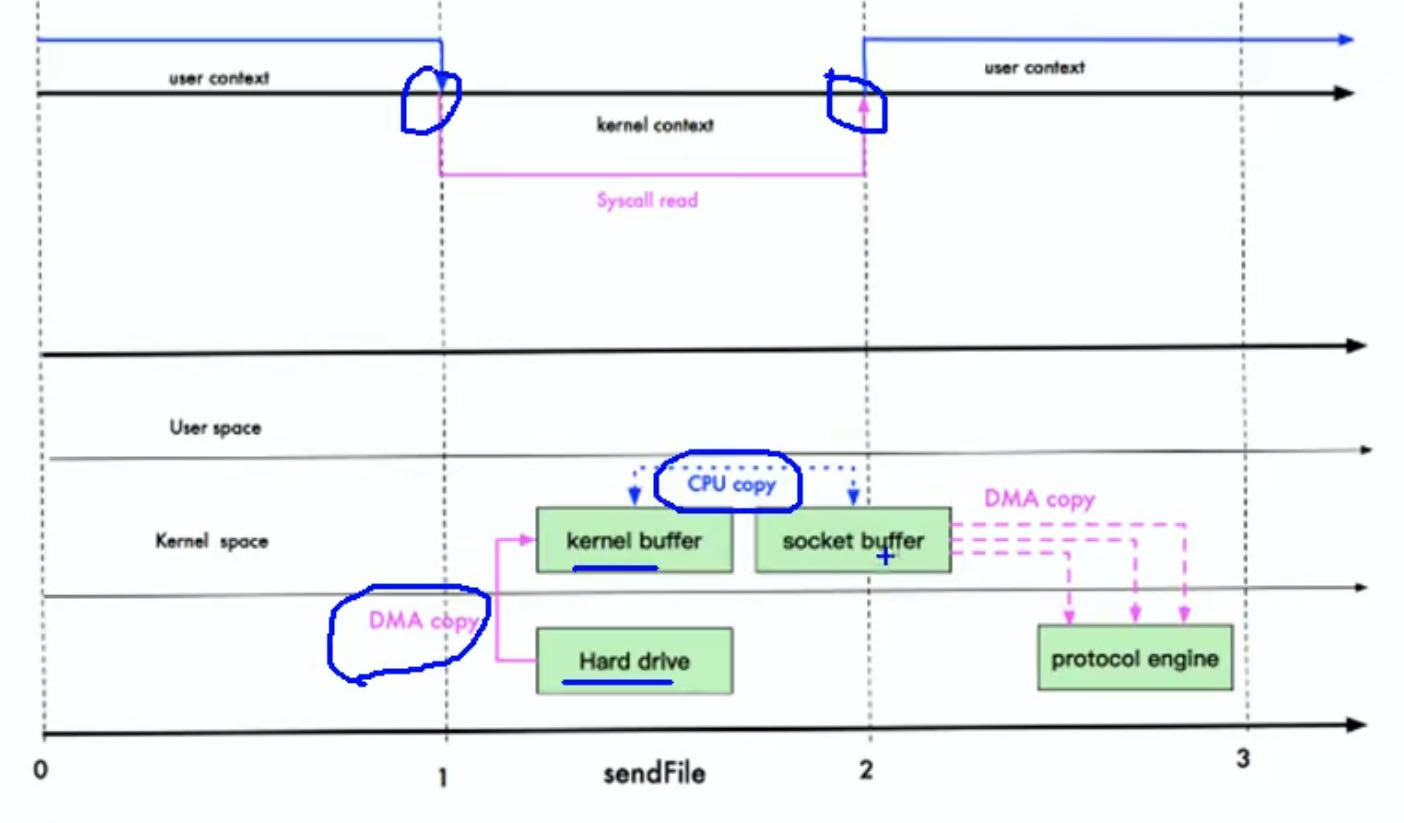 user context
user context
kernel context
Syscall read
User space
CPU copy
DMA copy
Kernel space
kernel buffer
socket buffer
DMA copy
Hard drive
protocol engine
0
1
sendFile
2
3